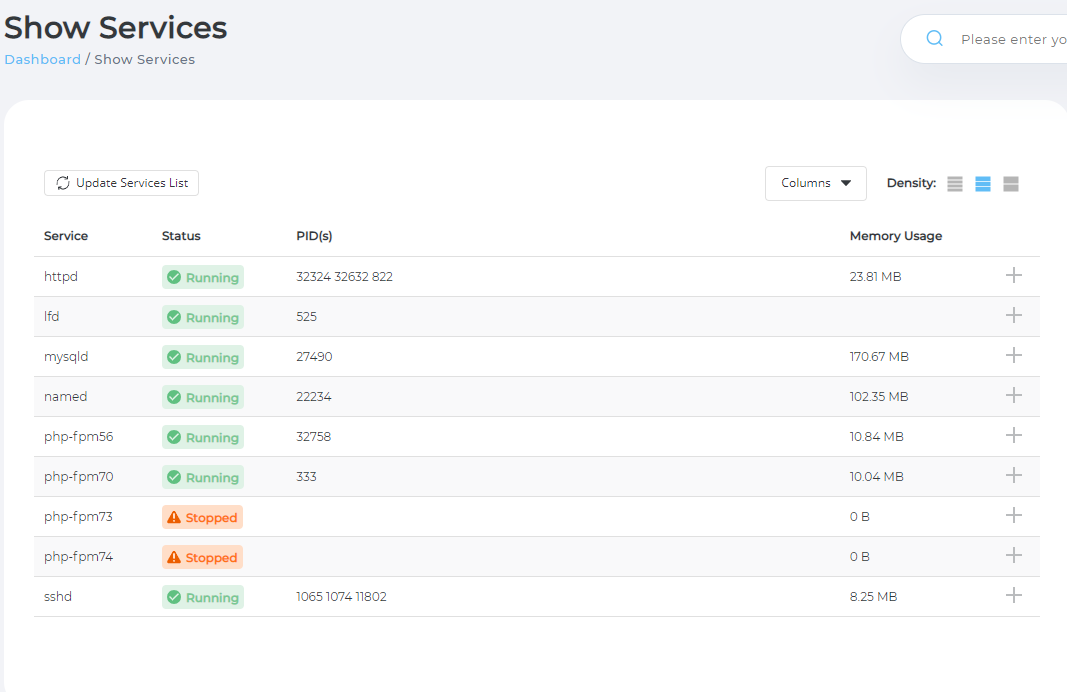 Show Services
Dashboard / Show Services
Please enter yo
Update Services List
Columns
Density:
Service Status PID(s) Memory Usage
httpd Running 32324 32632 822 23.81 MB
lfd Running 525
mysqld Running 27490 170.67 MB
named Running 22234 102.35 MB
php-fpm56 Running 32758 10.84 MB
php-fpm70 Running 333 10.04 MB
php-fpm73 Stopped 0 B
php-fpm74 Stopped 0 B
sshd Running 1065 1074 11802 8.25 MB